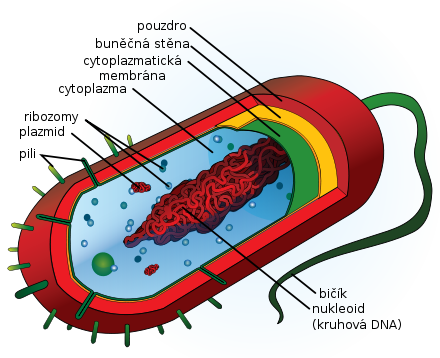 pouzdro
buněčná stěna
cytoplazmatická
membrána
cytoplazma
ribozomy
plazmid
pili
bičík
nukleoid
(kruhová DNA)